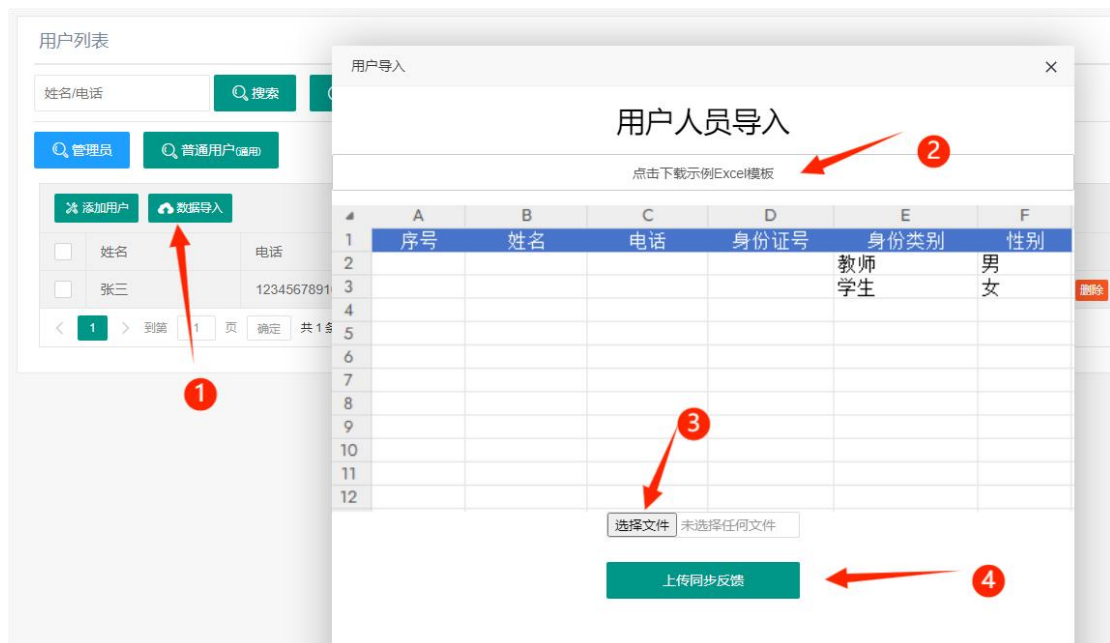 用户列表
姓名/电话
搜索
管理员
普通用户(通用)
添加用户
数据导入
姓名 电话
张三 1234567891
删除
1 到第 1 页 确定 共1条
1
用户导入 ×
用户人员导入
2
点击下载示例Excel模板
A B C D E F
1 序号 姓名 电话 身份证号 身份类别 性别
2 教师 男
3 学生 女
4
5
6
7
8
9
10
11
12
3
选择文件 未选择任何文件
上传同步反馈
4